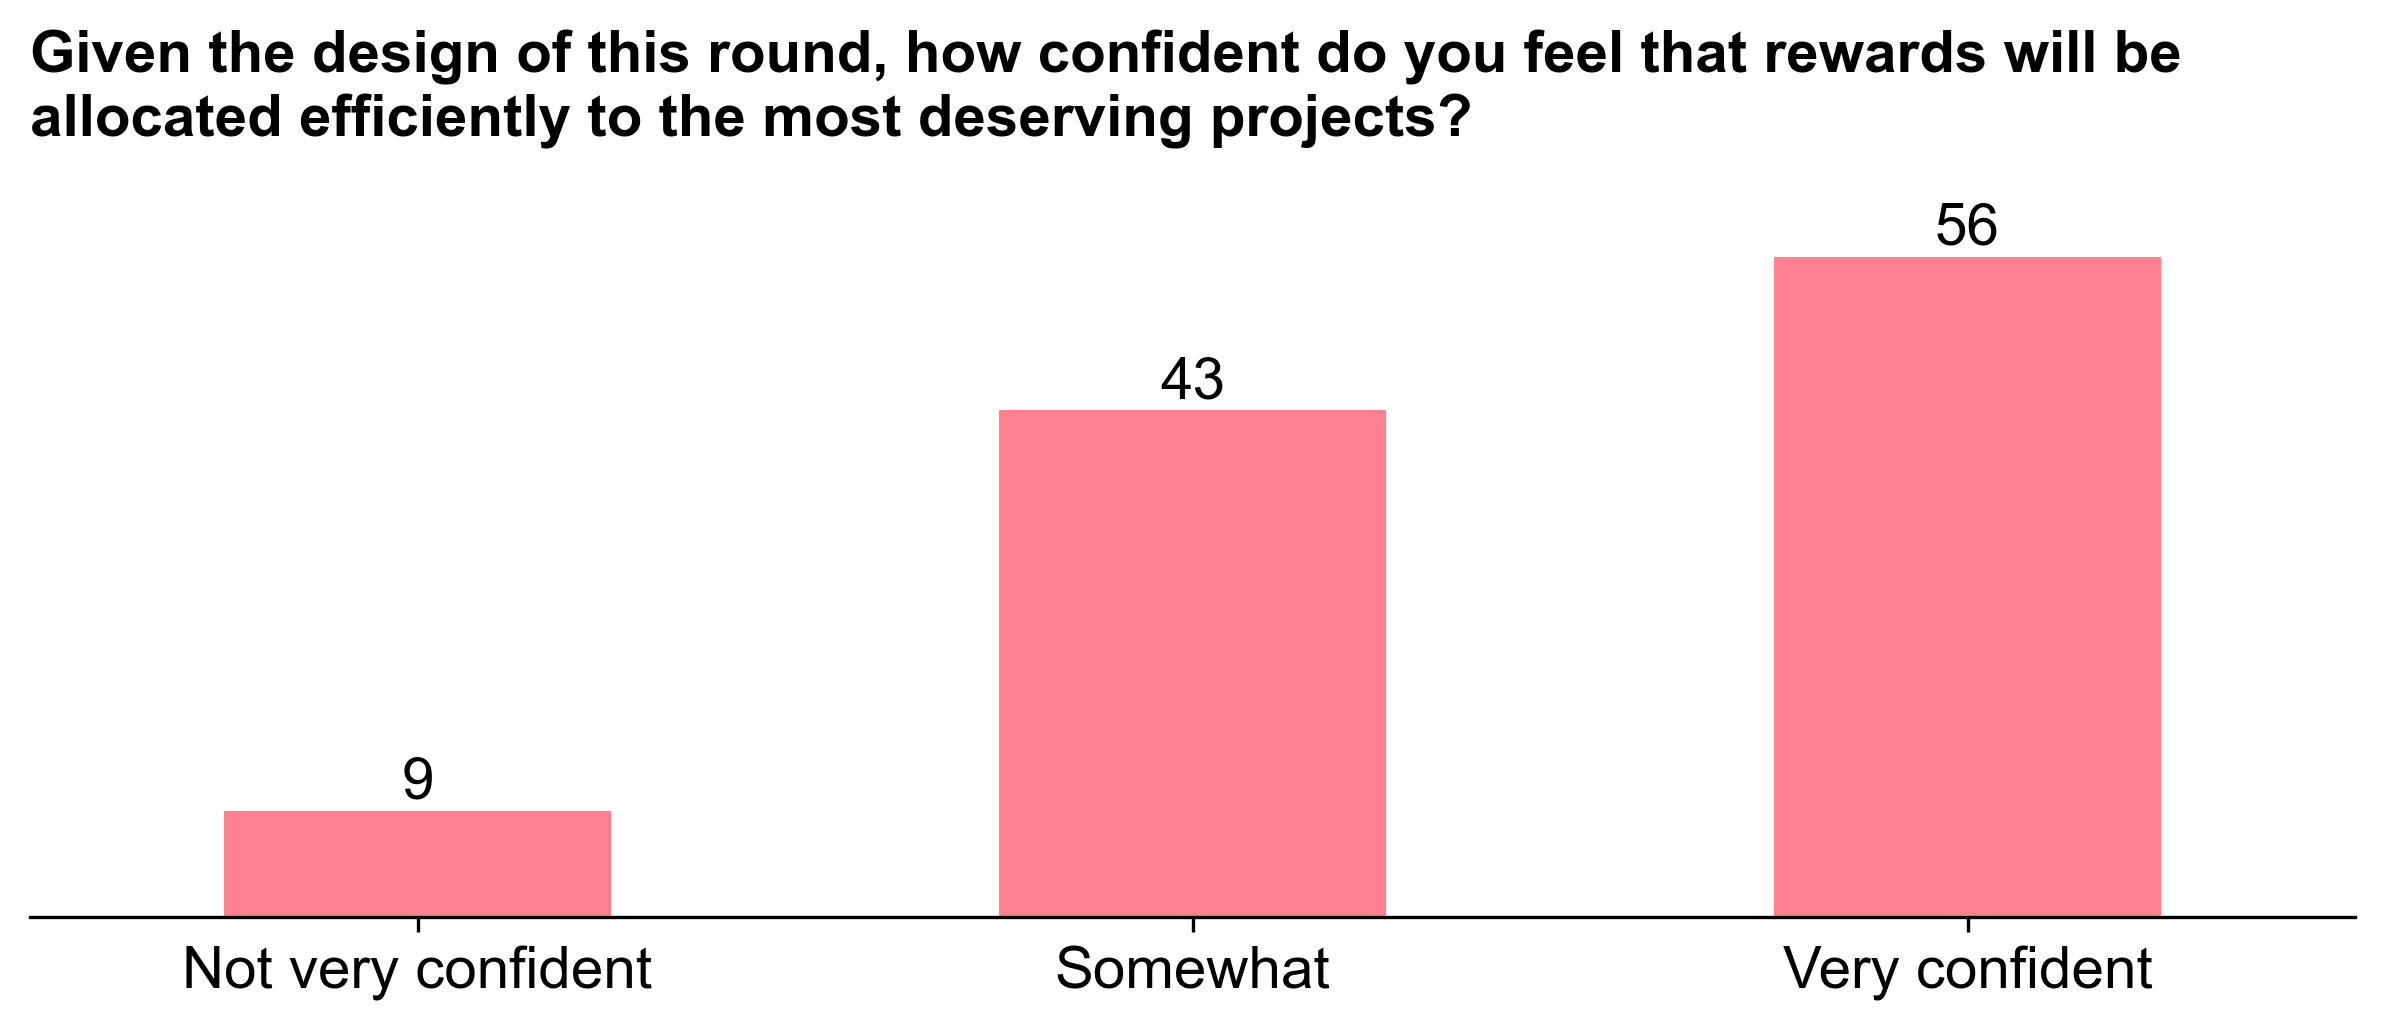 Given the design of this round, how confident do you feel that rewards will be
allocated efficiently to the most deserving projects?
56
43
9
Not very confident
Somewhat
Very confident